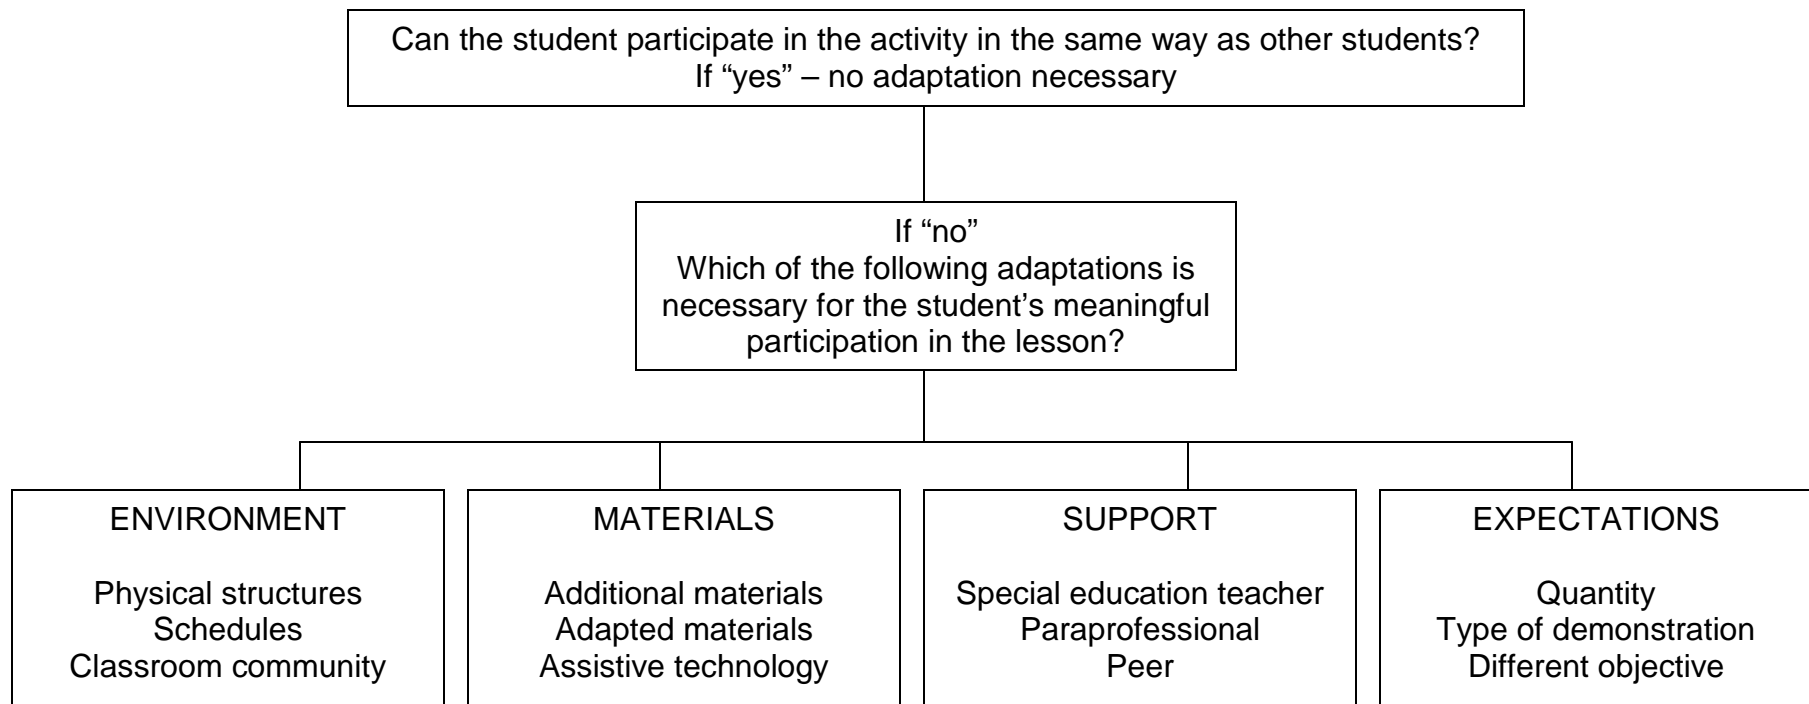 Can the student participate in the activity in the same way as other students?
If “yes” – no adaptation necessary
If “no”
Which of the following adaptations is
necessary for the student’s meaningful
participation in the lesson?
ENVIRONMENT
Physical structures
Schedules
Classroom community
MATERIALS
Additional materials
Adapted materials
Assistive technology
SUPPORT
Special education teacher
Paraprofessional
Peer
EXPECTATIONS
Quantity
Type of demonstration
Different objective